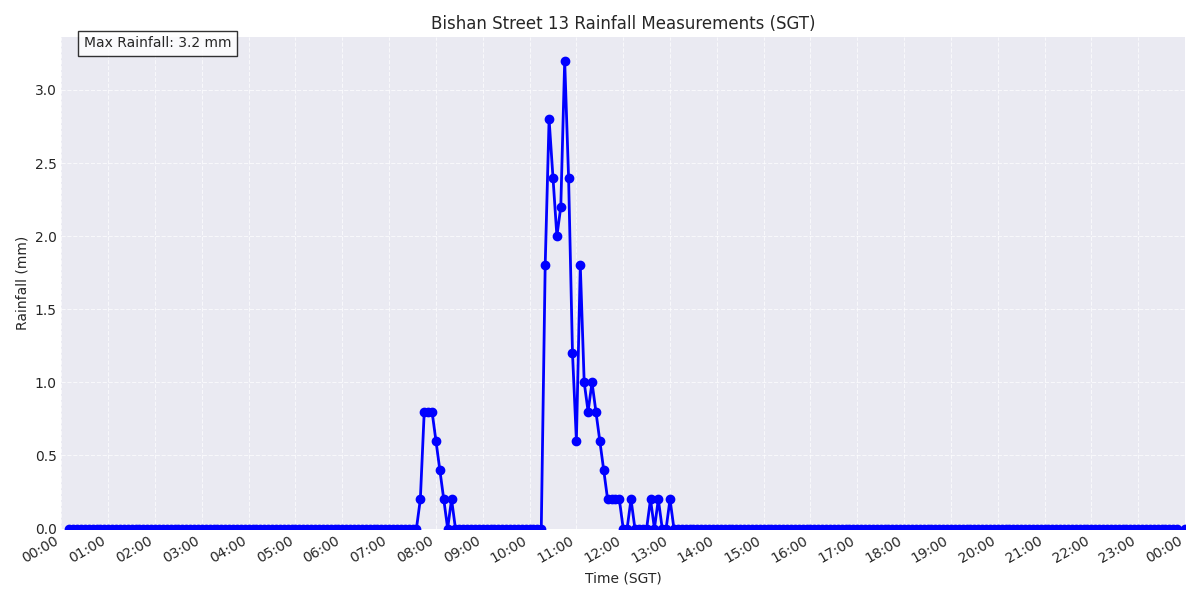 Bishan Street 13 Rainfall Measurements (SGT)
Max Rainfall: 3.2 mm
Rainfall (mm)
3.0
2.5
2.0
1.5
1.0
0.5
0.0
00:00 01:00 02:00 03:00 04:00 05:00 06:00 07:00 08:00 09:00 10:00 11:00 12:00 13:00 14:00 15:00 16:00 17:00 18:00 19:00 20:00 21:00 22:00 23:00 00:00
Time (SGT)